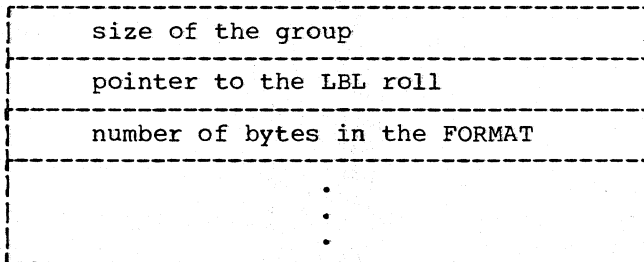 size of the group
pointer to the LBL roll
number of bytes in the FORMAT
.
.
.